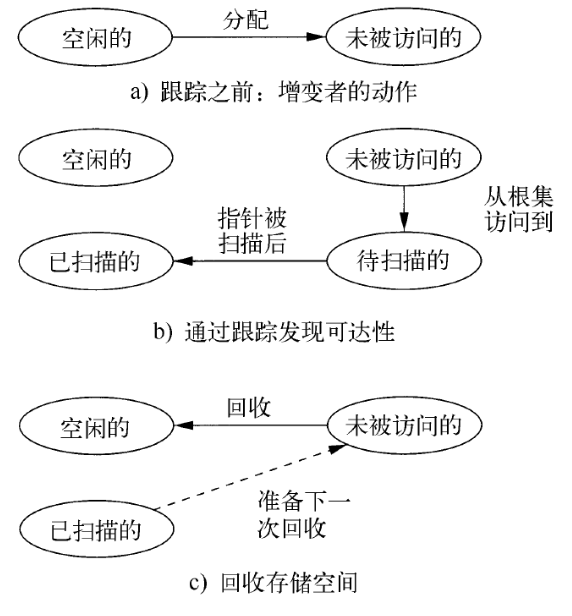 空闲的
分配
未被访问的
a) 跟踪之前：增变者的动作
空闲的
未被访问的
从根集
访问到
指针被
扫描后
已扫描的
待扫描的
b) 通过跟踪发现可达性
空闲的
回收
未被访问的
已扫描的
准备下一
次回收
c) 回收存储空间